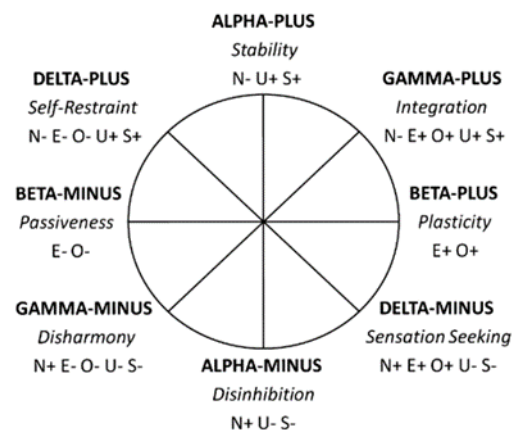 ALPHA-PLUS
Stability
N- U+ S+
DELTA-PLUS
Self-Restraint
N- E- O- U+ S+
GAMMA-PLUS
Integration
N- E+ O+ U+ S+
BETA-MINUS
Passiveness
E- O-
BETA-PLUS
Plasticity
E+ O+
GAMMA-MINUS
Disharmony
N+ E- O- U- S-
ALPHA-MINUS
Disinhibition
N+ U- S-
DELTA-MINUS
Sensation Seeking
N+ E+ O+ U- S-